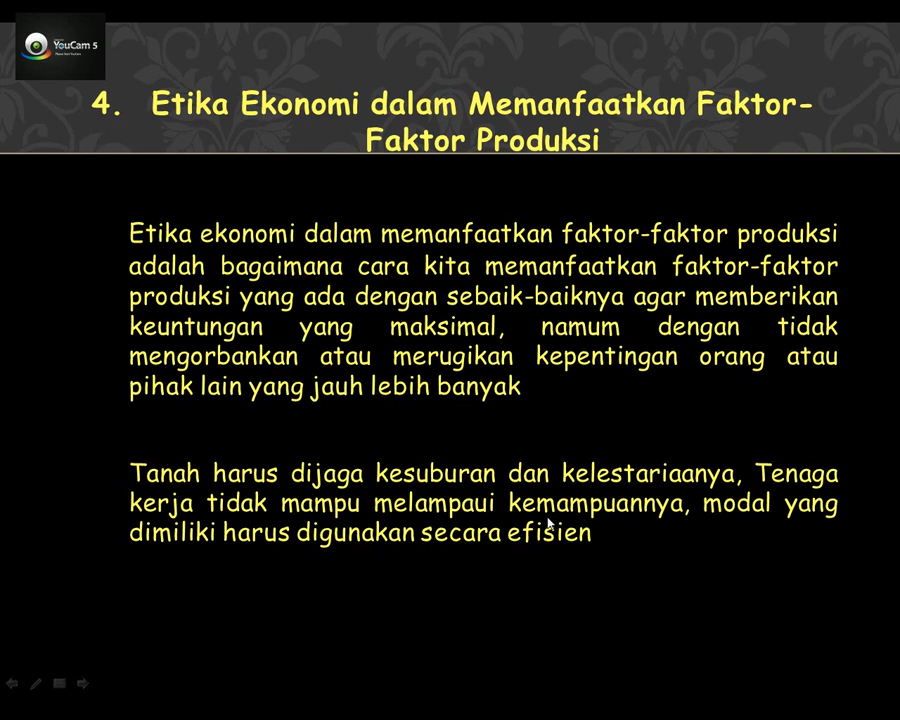 YouCam 5
4. Etika Ekonomi dalam Memanfaatkan Faktor-
Faktor Produksi
Etika ekonomi dalam memanfaatkan faktor-faktor produksi
adalah bagaimana cara kita memanfaatkan faktor-faktor
produksi yang ada dengan sebaik-baiknya agar memberikan
keuntungan yang maksimal, namum dengan tidak
mengorbankan atau merugikan kepentingan orang atau
pihak lain yang jauh lebih banyak
Tanah harus dijaga kesuburan dan kelestariaanya, Tenaga
kerja tidak mampu melampaui kemampuannya, modal yang
dimiliki harus digunakan secara efisien